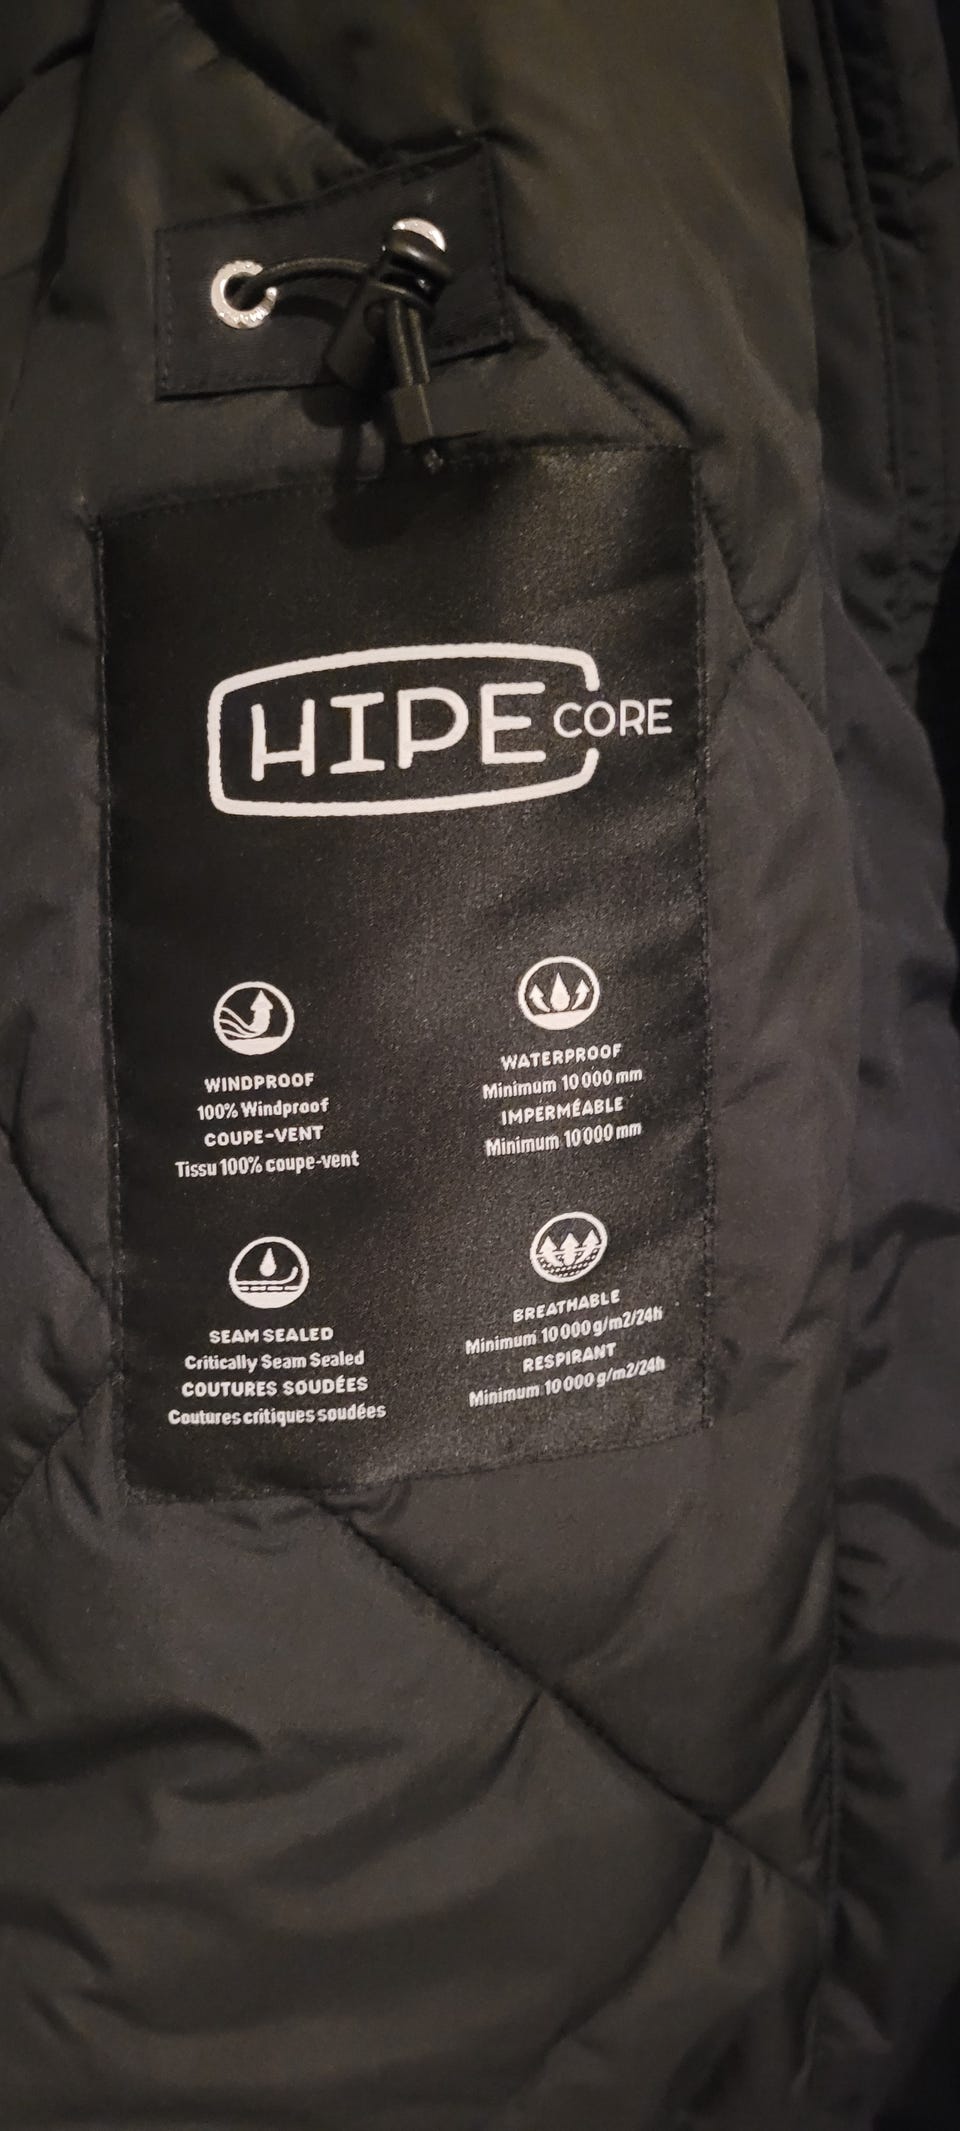 HIPE CORE
WINDPROOF
100% Windproof
COUPE-VENT
Tissu 100% coupe-vent
WATERPROOF
Minimum 10 000 mm
IMPERMÉABLE
Minimum 10 000 mm
SEAM SEALED
Critically Seam Sealed
COUTURES SOUDÉES
Coutures critiques soudées
BREATHABLE
Minimum 10 000 g/m2/24h
RESPIRANT
Minimum 10 000 g/m2/24h